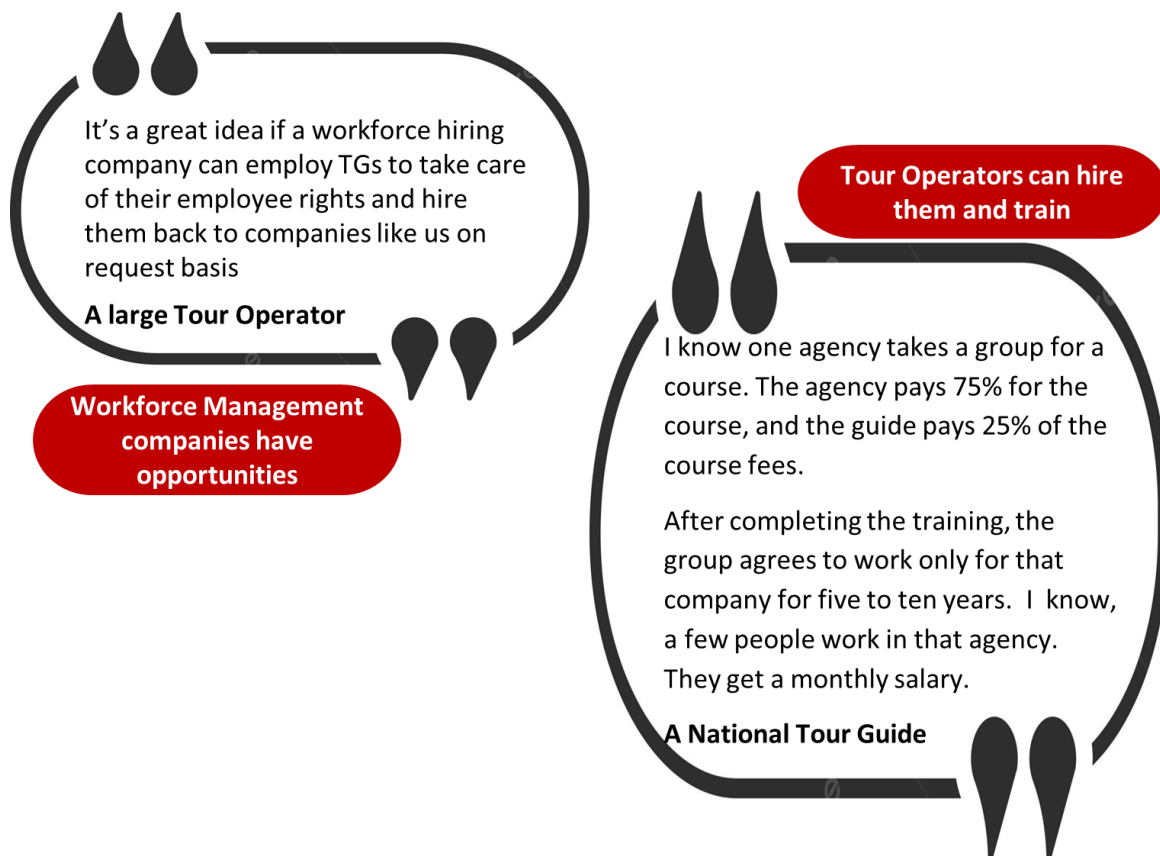 It’s a great idea if a workforce hiring
company can employ TGs to take care
of their employee rights and hire
them back to companies like us on
request basis
A large Tour Operator
Workforce Management
companies have
opportunities
Tour Operators can hire
them and train
I know one agency takes a group for a
course. The agency pays 75% for the
course, and the guide pays 25% of the
course fees.
After completing the training, the
group agrees to work only for that
company for five to ten years.  I  know,
a few people work in that agency.
They get a monthly salary.
A National Tour Guide